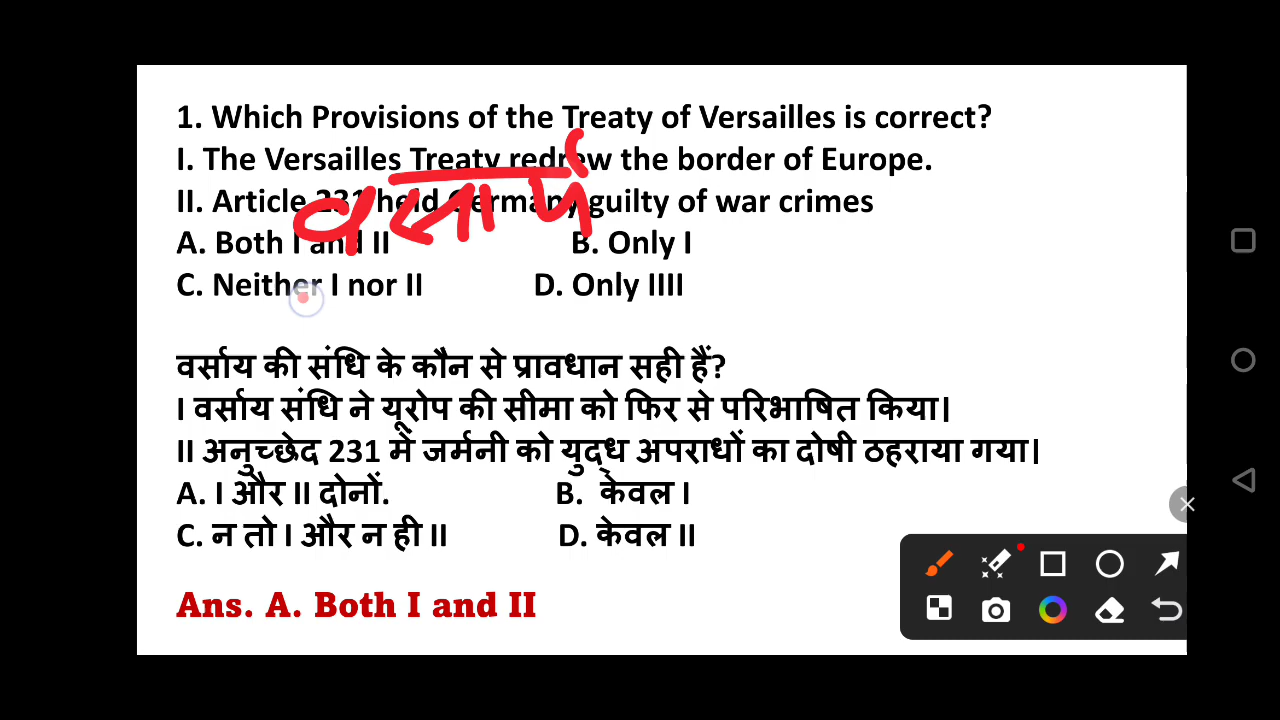 1. Which Provisions of the Treaty of Versailles is correct?
I. The Versailles Treaty redrew the border of Europe.
II. Article 231 held Germany guilty of war crimes
A. Both I and II B. Only I
C. Neither I nor II D. Only IIII
वर्साय की संधि के कौन से प्रावधान सही हैं?
I वर्साय संधि ने यूरोप की सीमा को फिर से परिभाषित किया।
II अनुच्छेद 231 में जर्मनी को युद्ध अपराधों का दोषी ठहराया गया।
A. I और II दोनों. B. केवल I
C. न तो I और न ही II D. केवल II
Ans. A. Both I and II